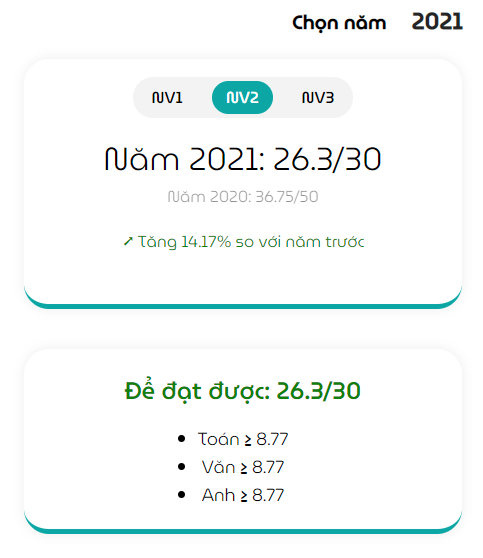 Chọn năm 2021
NV1 NV2 NV3
Năm 2021: 26.3/30
Năm 2020: 36.75/50
↗ Tăng 14.17% so với năm trước
Để đạt được: 26.3/30
• Toán ≥ 8.77
• Văn ≥ 8.77
• Anh ≥ 8.77